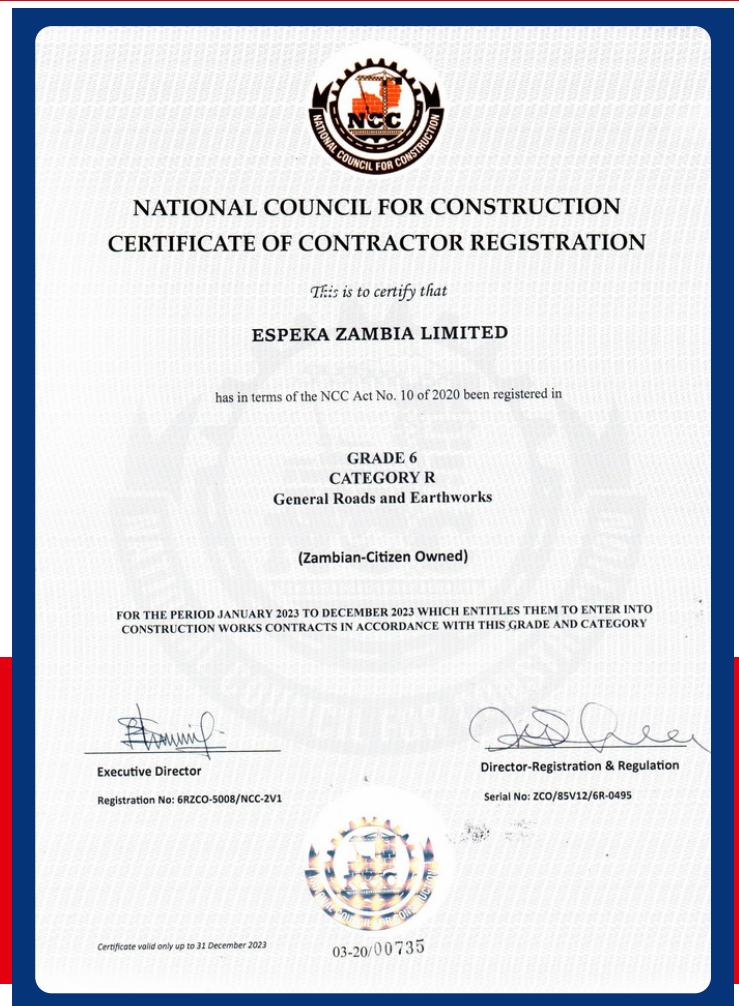 NCC
NATIONAL COUNCIL FOR CONSTRUCTION
NATIONAL COUNCIL FOR CONSTRUCTION
CERTIFICATE OF CONTRACTOR REGISTRATION
This is to certify that
ESPEKA ZAMBIA LIMITED
has in terms of the NCC Act No. 10 of 2020 been registered in
GRADE 6
CATEGORY R
General Roads and Earthworks
(Zambian-Citizen Owned)
FOR THE PERIOD JANUARY 2023 TO DECEMBER 2023 WHICH ENTITLES THEM TO ENTER INTO
CONSTRUCTION WORKS CONTRACTS IN ACCORDANCE WITH THIS GRADE AND CATEGORY
Executive Director
Director-Registration & Regulation
Registration No: 6RZCO-5008/NCC-2V1
Serial No: ZCO/85V12/6R-0495
Certificate valid only up to 31 December 2023
03-20/00735